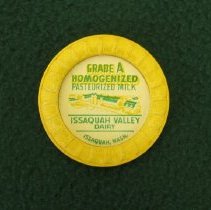 GRADE A
HOMOGENIZED
PASTEURIZED MILK
ISSAQUAH VALLEY
DAIRY
ISSAQUAH, WASH.